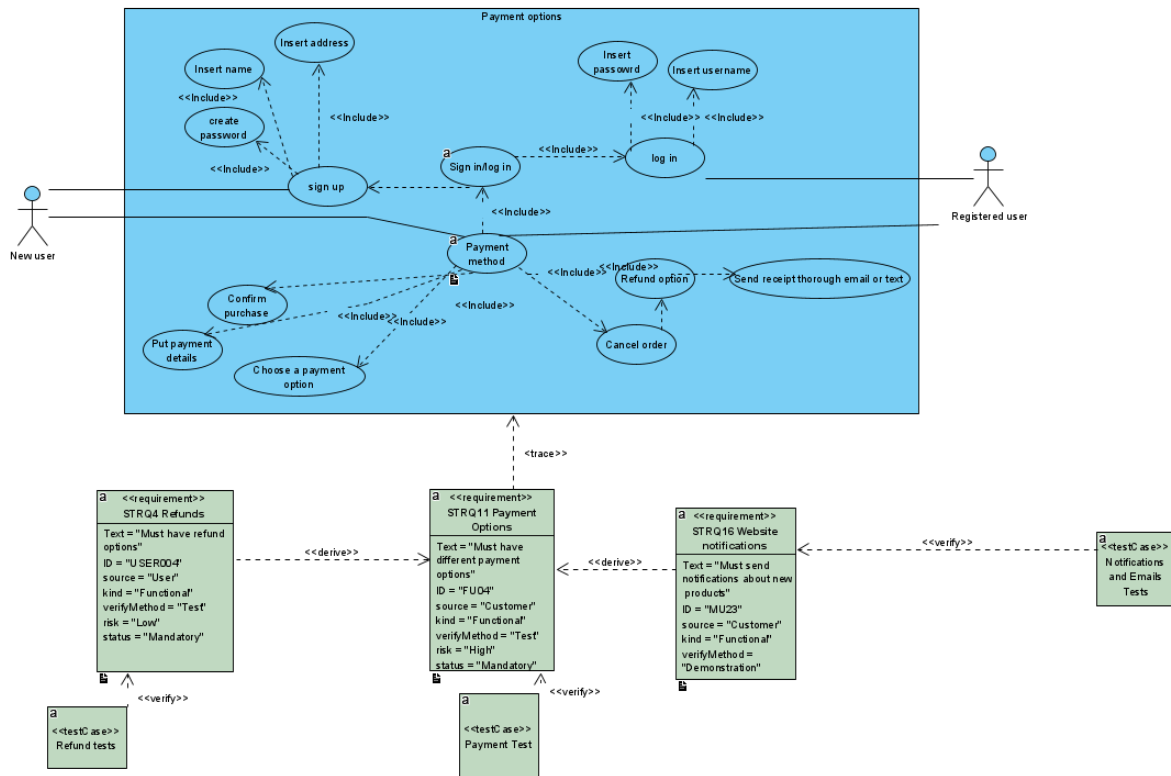 Payment options
Insert address
Insert name
<<Include>>
create
password
<<Include>>
<<Include>>
sign up
Insert
passowrd
Insert username
<<Include>>
<<Include>>
a
Sign in/log in
<<Include>>
log in
<<Include>>
New user
Registered user
a
Payment
method
<<Include>>
<<Include>>
Refund option
Send receipt thorough email or text
Confirm
purchase
<<Include>>
<<Include>>
<<Include>>
Put payment
details
Cancel order
Choose a payment
option
<trace>
a
<<requirement>>
STRQ4 Refunds
Text = "Must have refund
options"
ID = "USER004"
source = "User"
kind = "Functional"
verifyMethod = "Test"
risk = "Low"
status = "Mandatory"
<<derive>>
a
<<requirement>>
STRQ11 Payment
Options
Text = "Must have
different payment
options"
ID = "FU04"
source = "Customer"
kind = "Functional"
verifyMethod = "Test"
risk = "High"
status = "Mandatory"
<<derive>>
a
<<requirement>>
STRQ16 Website
notifications
Text = "Must send
notifications about new
products"
ID = "MU23"
source = "Customer"
kind = "Functional"
verifyMethod =
"Demonstration"
<<verify>>
a
<<testCase>>
Notifications
and Emails
Tests
<<verify>>
a
<<testCase>>
Refund tests
<<verify>>
a
<<testCase>>
Payment Test